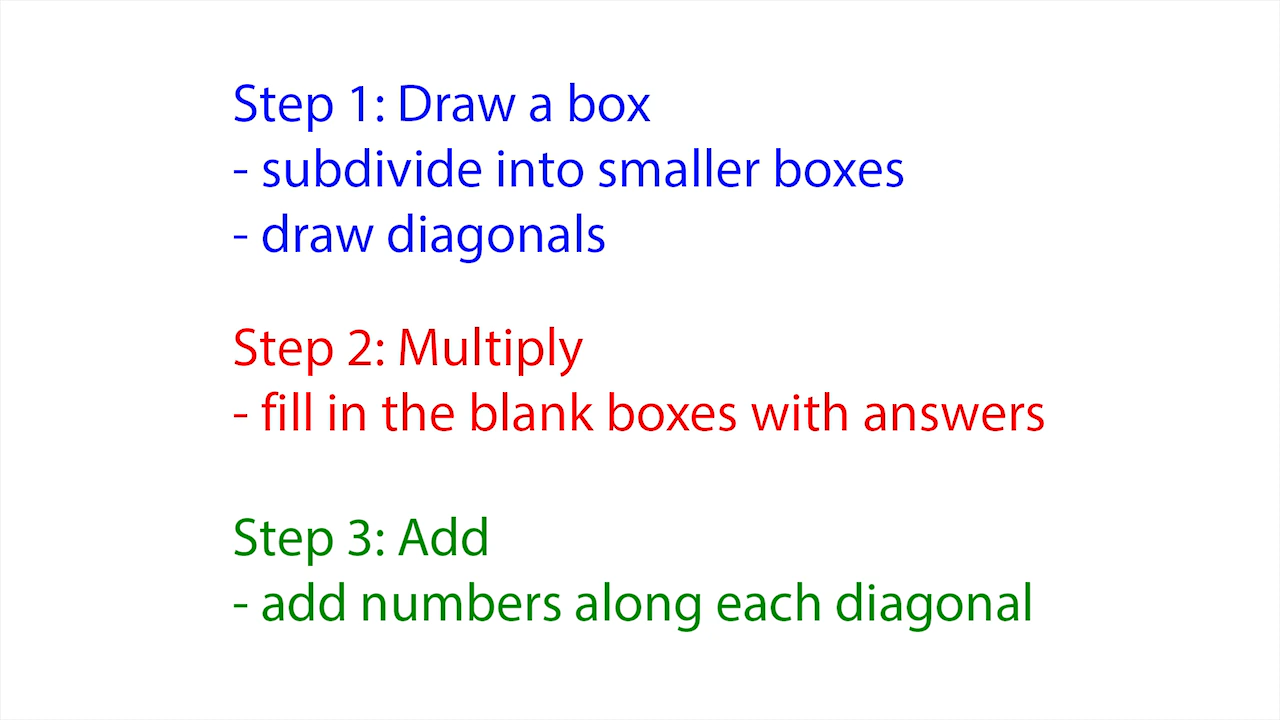 Step 1: Draw a box
- subdivide into smaller boxes
- draw diagonals
Step 2: Multiply
- fill in the blank boxes with answers
Step 3: Add
- add numbers along each diagonal